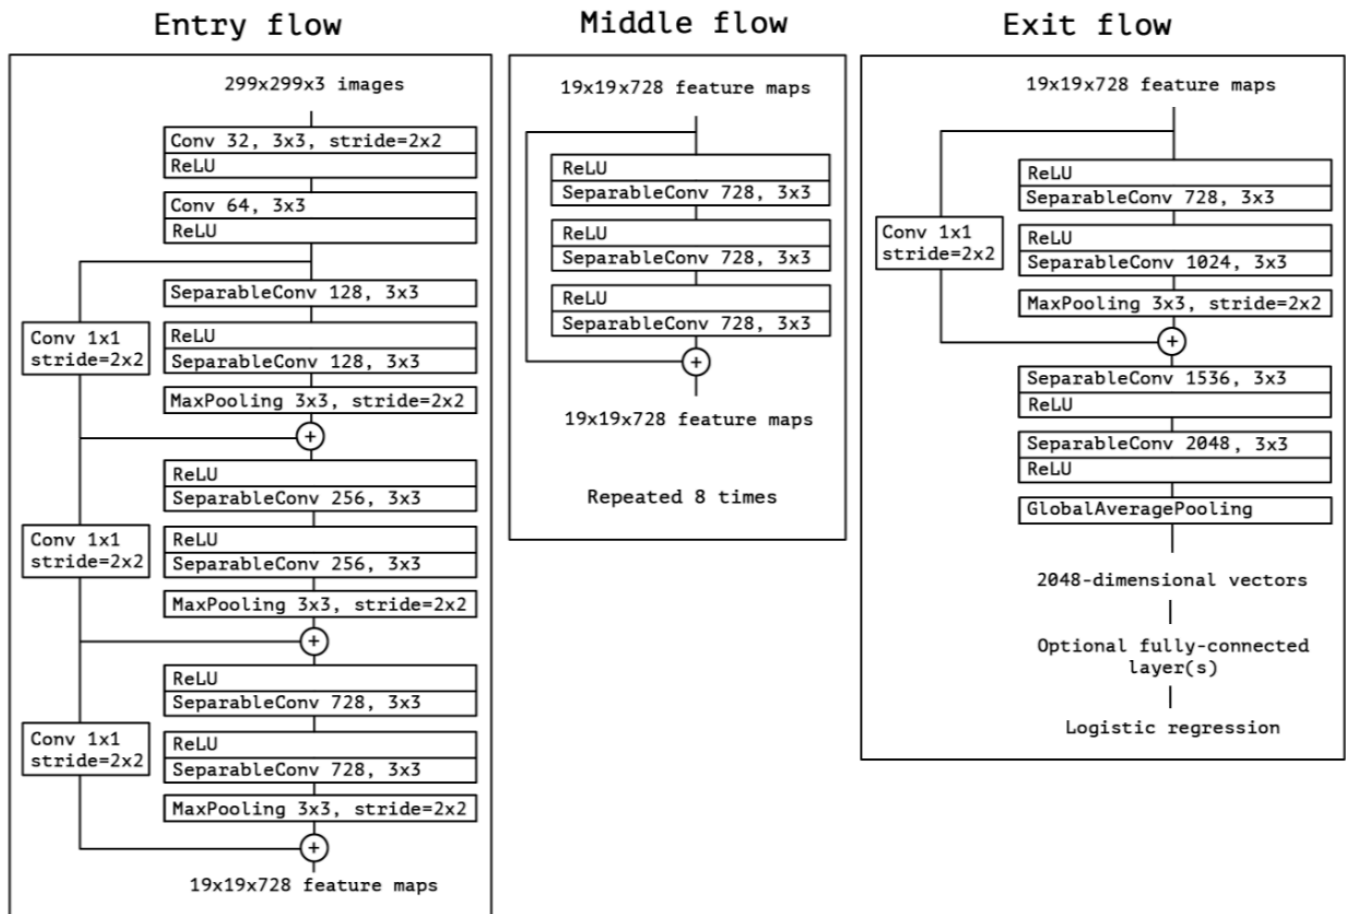 Entry flow
299x299x3 images
Conv 32, 3x3, stride=2x2
ReLU
Conv 64, 3x3
ReLU
SeparableConv 128, 3x3
Conv 1x1
stride=2x2
ReLU
SeparableConv 128, 3x3
MaxPooling 3x3, stride=2x2
+
ReLU
SeparableConv 256, 3x3
Conv 1x1
stride=2x2
ReLU
SeparableConv 256, 3x3
MaxPooling 3x3, stride=2x2
+
ReLU
SeparableConv 728, 3x3
Conv 1x1
stride=2x2
ReLU
SeparableConv 728, 3x3
MaxPooling 3x3, stride=2x2
+
19x19x728 feature maps
Middle flow
19x19x728 feature maps
ReLU
SeparableConv 728, 3x3
ReLU
SeparableConv 728, 3x3
ReLU
SeparableConv 728, 3x3
+
19x19x728 feature maps
Repeated 8 times
Exit flow
19x19x728 feature maps
ReLU
SeparableConv 728, 3x3
Conv 1x1
stride=2x2
ReLU
SeparableConv 1024, 3x3
MaxPooling 3x3, stride=2x2
+
SeparableConv 1536, 3x3
ReLU
SeparableConv 2048, 3x3
ReLU
GlobalAveragePooling
2048-dimensional vectors
Optional fully-connected
layer(s)
Logistic regression